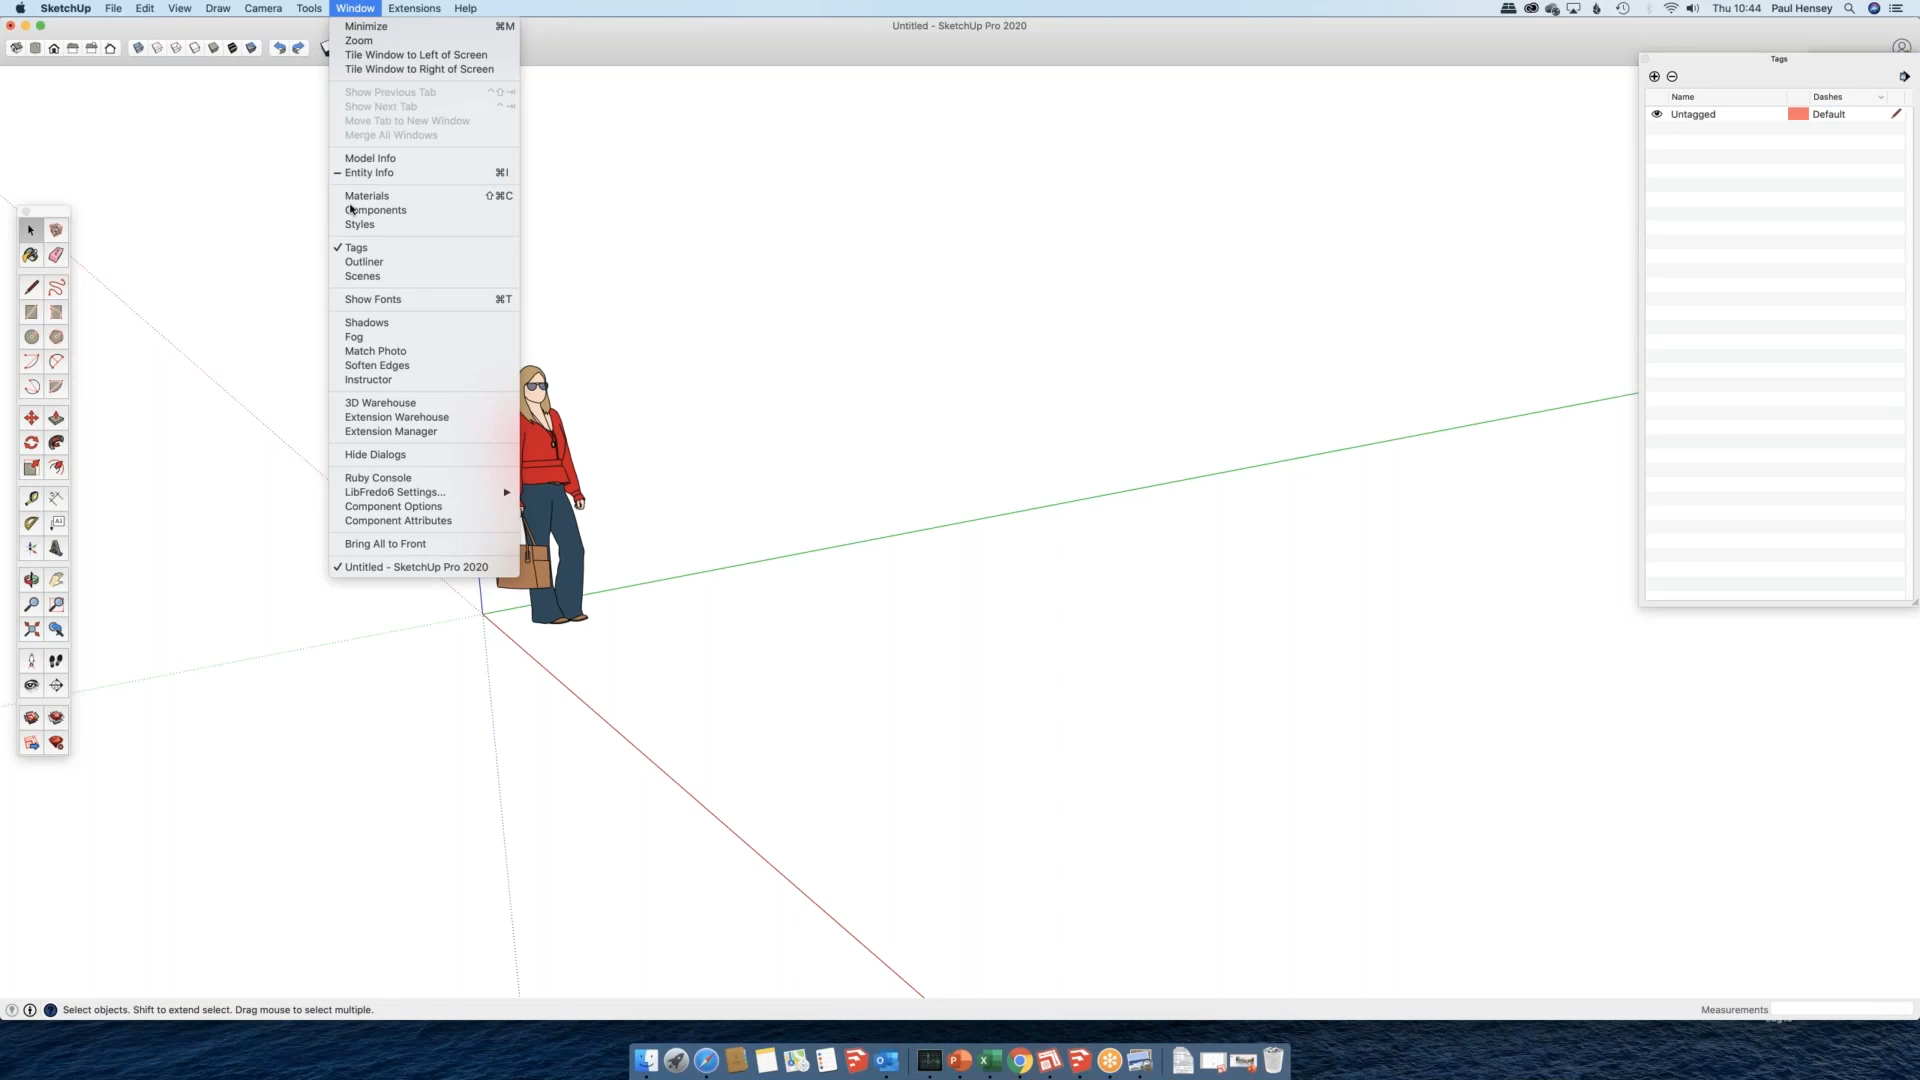 SketchUp File Edit View Draw Camera Tools Window Extensions Help Thu 10:44 Paul Hensey
Untitled - SketchUp Pro 2020
Minimize ⌘M
Zoom
Tile Window to Left of Screen
Tile Window to Right of Screen
Show Previous Tab ^⇧⇥
Show Next Tab ^⇥
Move Tab to New Window
Merge All Windows
Model Info
Entity Info ⌘I
Materials ⇧⌘C
Components
Styles
✓ Tags
Outliner
Scenes
Show Fonts ⌘T
Shadows
Fog
Match Photo
Soften Edges
Instructor
3D Warehouse
Extension Warehouse
Extension Manager
Hide Dialogs
Ruby Console
LibFredo6 Settings...
Component Options
Component Attributes
Bring All to Front
✓ Untitled - SketchUp Pro 2020
Tags
Name Dashes
Untagged Default
Select objects. Shift to extend select. Drag mouse to select multiple.
Measurements